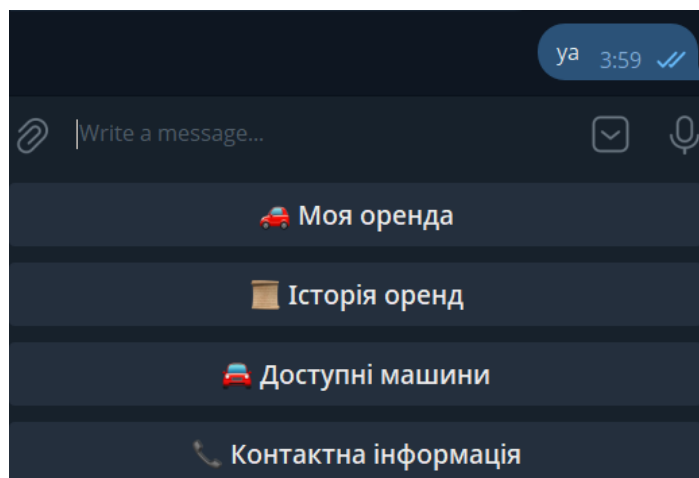 ya 3:59
Write a message...
🚗 Моя оренда
📜 Історія оренд
🚘 Доступні машини
📞 Контактна інформація